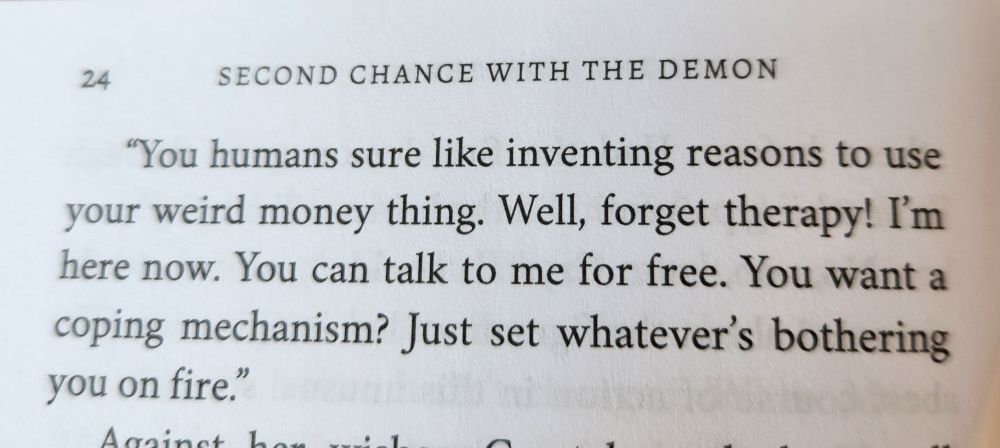 24 SECOND CHANCE WITH THE DEMON
“You humans sure like inventing reasons to use
your weird money thing. Well, forget therapy! I’m
here now. You can talk to me for free. You want a
coping mechanism? Just set whatever’s bothering
you on fire.”
Against her